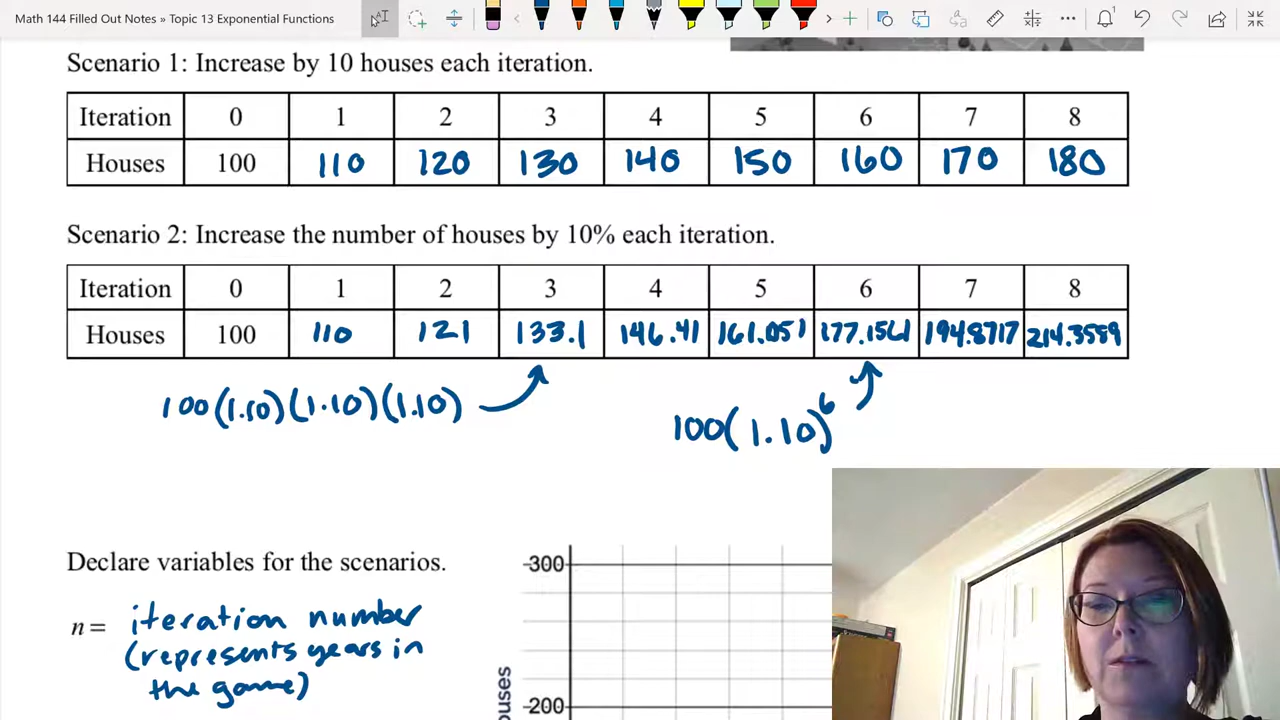 Math 144 Filled Out Notes » Topic 13 Exponential Functions
Scenario 1: Increase by 10 houses each iteration.
Iteration 0 1 2 3 4 5 6 7 8
Houses 100 110 120 130 140 150 160 170 180
Scenario 2: Increase the number of houses by 10% each iteration.
Iteration 0 1 2 3 4 5 6 7 8
Houses 100 110 121 133.1 146.41 161.051 177.1561 194.8717 214.3589
100(1.10)(1.10)(1.10)
100(1.10)^6
Declare variables for the scenarios.
n = iteration number
(represents years in
the game)
300
200
ouses